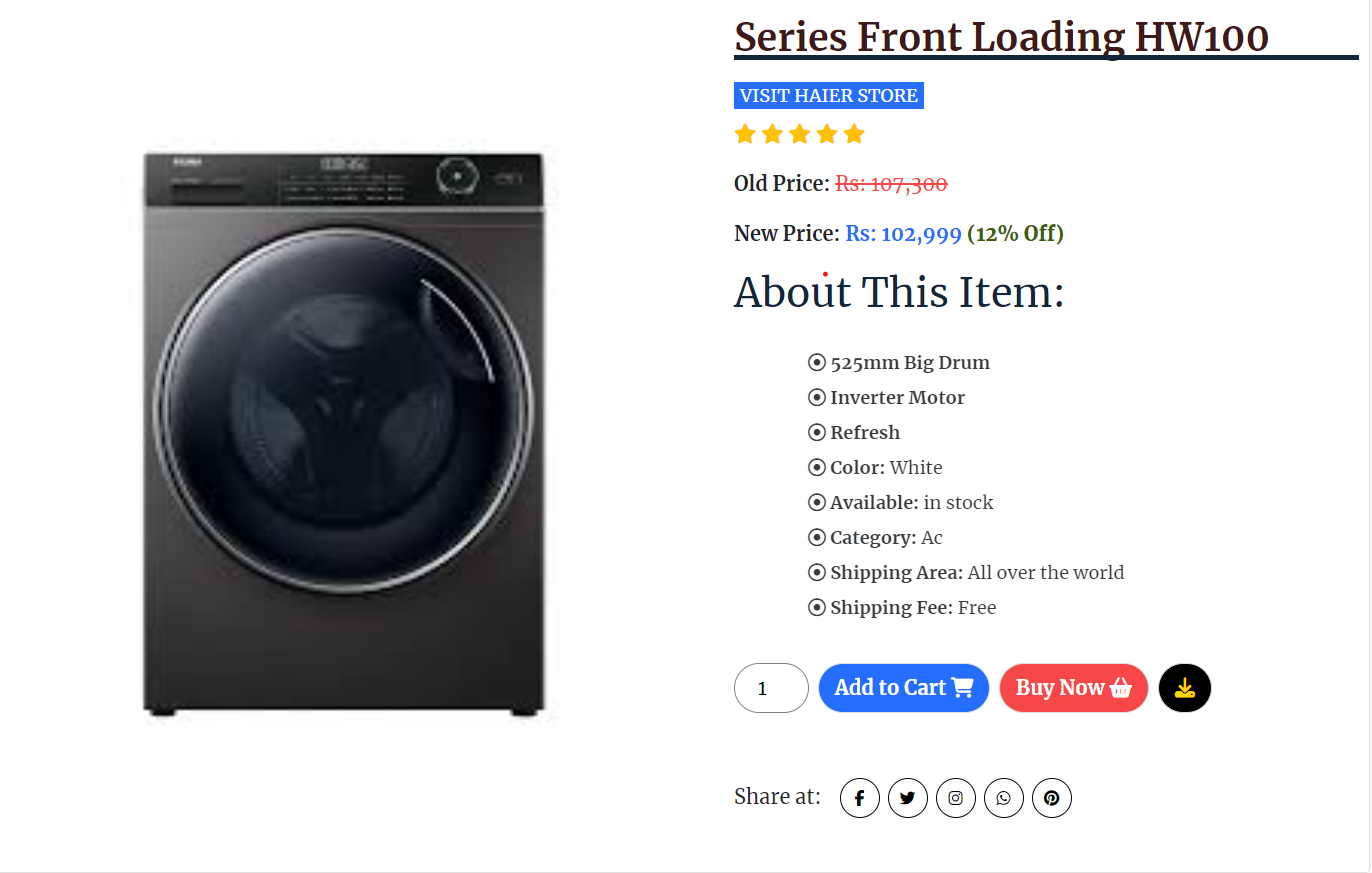 Series Front Loading HW100
VISIT HAIER STORE
Old Price: Rs: 107,300
New Price: Rs: 102,999 (12% Off)
About This Item:
525mm Big Drum
Inverter Motor
Refresh
Color: White
Available: in stock
Category: Ac
Shipping Area: All over the world
Shipping Fee: Free
1 Add to Cart Buy Now
Share at: